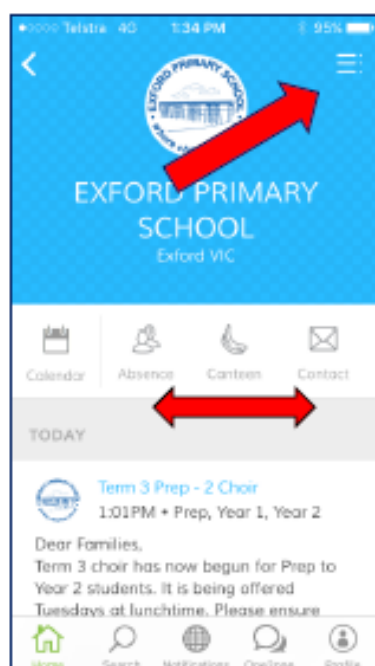 Telstra 4G 1:34 PM 95%
EXFORD PRIMARY SCHOOL
EXFORD PRIMARY
SCHOOL
Exford VIC
Calendar Absence Canteen Contact
TODAY
Term 3 Prep - 2 Choir
1:01PM • Prep, Year 1, Year 2
Dear Families,
Term 3 choir has now begun for Prep to
Year 2 students. It is being offered
Tuesdays at lunchtime. Please ensure
Home Search Notifications Profile